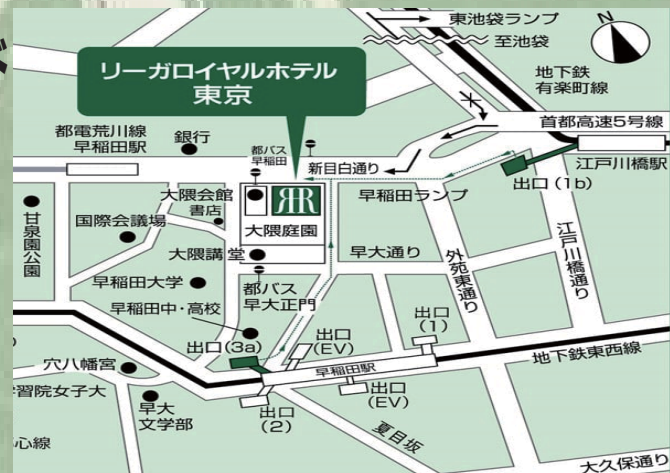 東池袋ランプ
至池袋
N
リーガロイヤルホテル
東京
地下鉄
有楽町線
首都高速5号線
都電荒川線
早稲田駅
銀行
都バス
早稲田
新目白通り
早稲田ランプ
江戸川橋駅
出口(1b)
大隈会館
書店
RR
大隈庭園
甘泉園公園
国際会議場
大隈講堂
早大通り
外苑東通り
江戸川橋通り
早稲田大学
都バス
早大正門
早稲田中・高校
出口(3a)
出口
(EV)
出口
(1)
早稲田駅
地下鉄東西線
穴八幡宮
習院女子大
早大
文学部
出口
(2)
出口
(EV)
夏目坂
心線
大久保通り